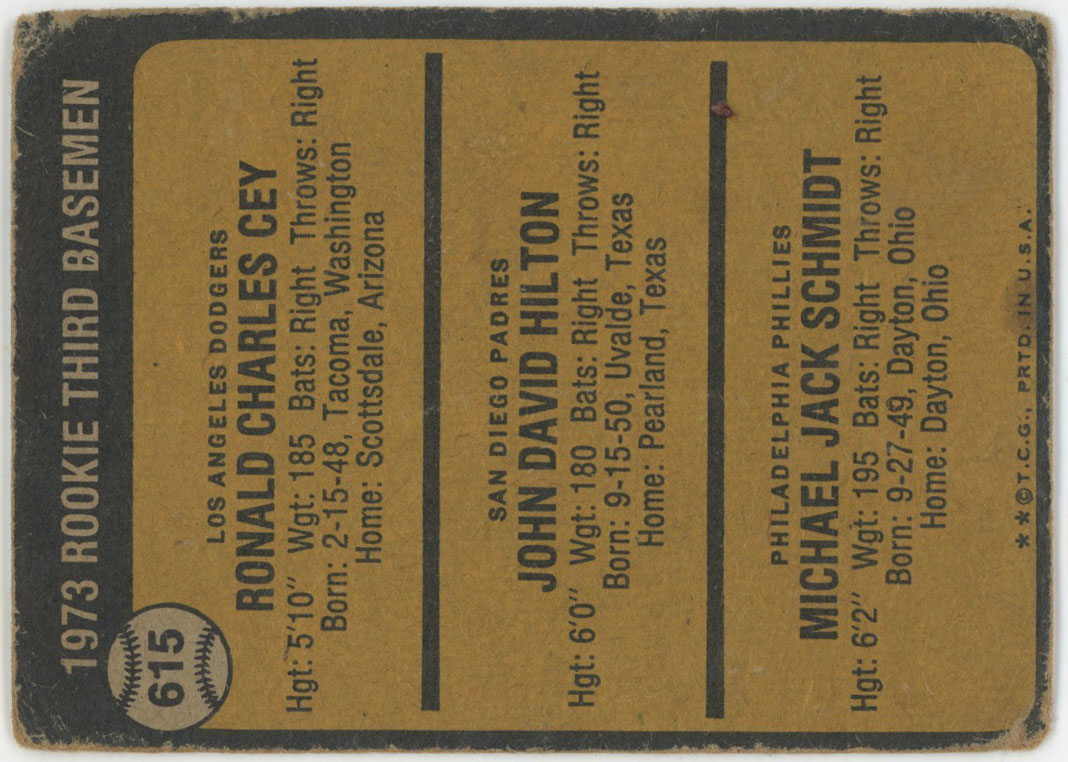 1973 ROOKIE THIRD BASEMEN
615
LOS ANGELES DODGERS
RONALD CHARLES CEY
Hgt: 5'10" Wgt: 185 Bats: Right Throws: Right
Born: 2-15-48, Tacoma, Washington
Home: Scottsdale, Arizona
SAN DIEGO PADRES
JOHN DAVID HILTON
Hgt: 6'0" Wgt: 180 Bats: Right Throws: Right
Born: 9-15-50, Uvalde, Texas
Home: Pearland, Texas
PHILADELPHIA PHILLIES
MICHAEL JACK SCHMIDT
Hgt: 6'2" Wgt: 195 Bats: Right Throws: Right
Born: 9-27-49, Dayton, Ohio
Home: Dayton, Ohio
**©T.C.G., PRTD. IN U.S.A.